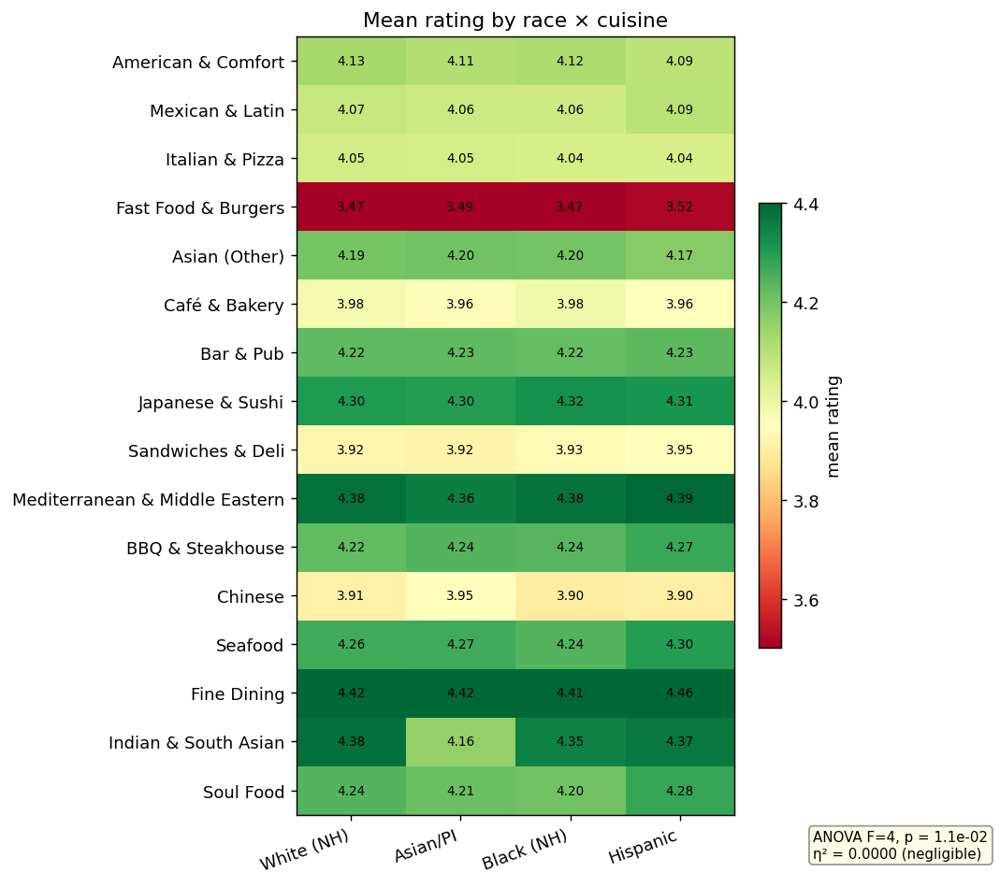 Mean rating by race × cuisine
American & Comfort 4.13 4.11 4.12 4.09
Mexican & Latin 4.07 4.06 4.06 4.09
Italian & Pizza 4.05 4.05 4.04 4.04
Fast Food & Burgers 3.47 3.49 3.47 3.52
Asian (Other) 4.19 4.20 4.20 4.17
Café & Bakery 3.98 3.96 3.98 3.96
Bar & Pub 4.22 4.23 4.22 4.23
Japanese & Sushi 4.30 4.30 4.32 4.31
Sandwiches & Deli 3.92 3.92 3.93 3.95
Mediterranean & Middle Eastern 4.38 4.36 4.38 4.39
BBQ & Steakhouse 4.22 4.24 4.24 4.27
Chinese 3.91 3.95 3.90 3.90
Seafood 4.26 4.27 4.24 4.30
Fine Dining 4.42 4.42 4.41 4.46
Indian & South Asian 4.38 4.16 4.35 4.37
Soul Food 4.24 4.21 4.20 4.28
White (NH) Asian/PI Black (NH) Hispanic
4.4
4.2
4.0
3.8
3.6
mean rating
ANOVA F=4, p = 1.1e-02
η² = 0.0000 (negligible)